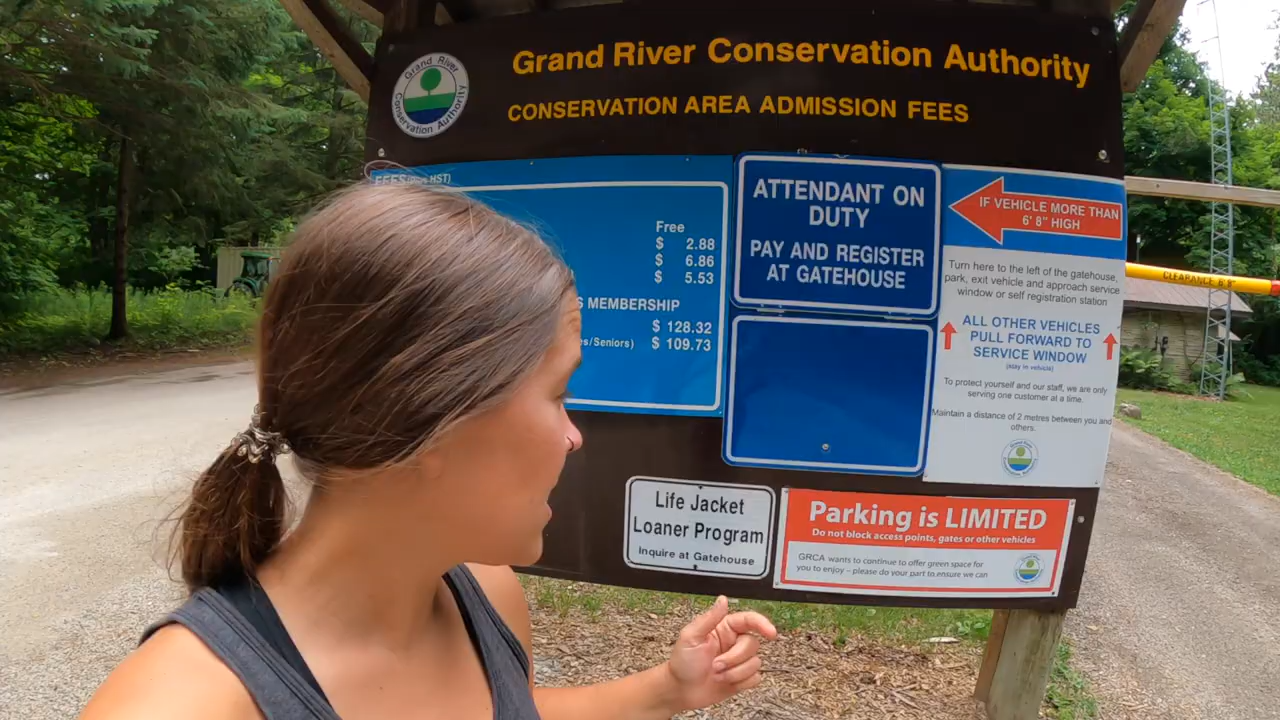 Grand River Conservation Authority
CONSERVATION AREA ADMISSION FEES
Grand River
Conservation Authority
FEES (plus HST)
Free
$ 2.88
$ 6.86
$ 5.53
MEMBERSHIP
$ 128.32
/Seniors) $ 109.73
ATTENDANT ON
DUTY
PAY AND REGISTER
AT GATEHOUSE
IF VEHICLE MORE THAN
6' 8" HIGH
Turn here to the left of the gatehouse,
park, exit vehicle and approach service
window or self registration station
ALL OTHER VEHICLES
PULL FORWARD TO
SERVICE WINDOW
(stay in vehicle)
To protect yourself and our staff, we are only
serving one customer at a time.
Maintain a distance of 2 metres between you and
others.
CLEARANCE 6' 8"
Life Jacket
Loaner Program
Inquire at Gatehouse
Parking is LIMITED
Do not block access points, gates or other vehicles
GRCA wants to continue to offer green space for
you to enjoy – please do your part to ensure we can